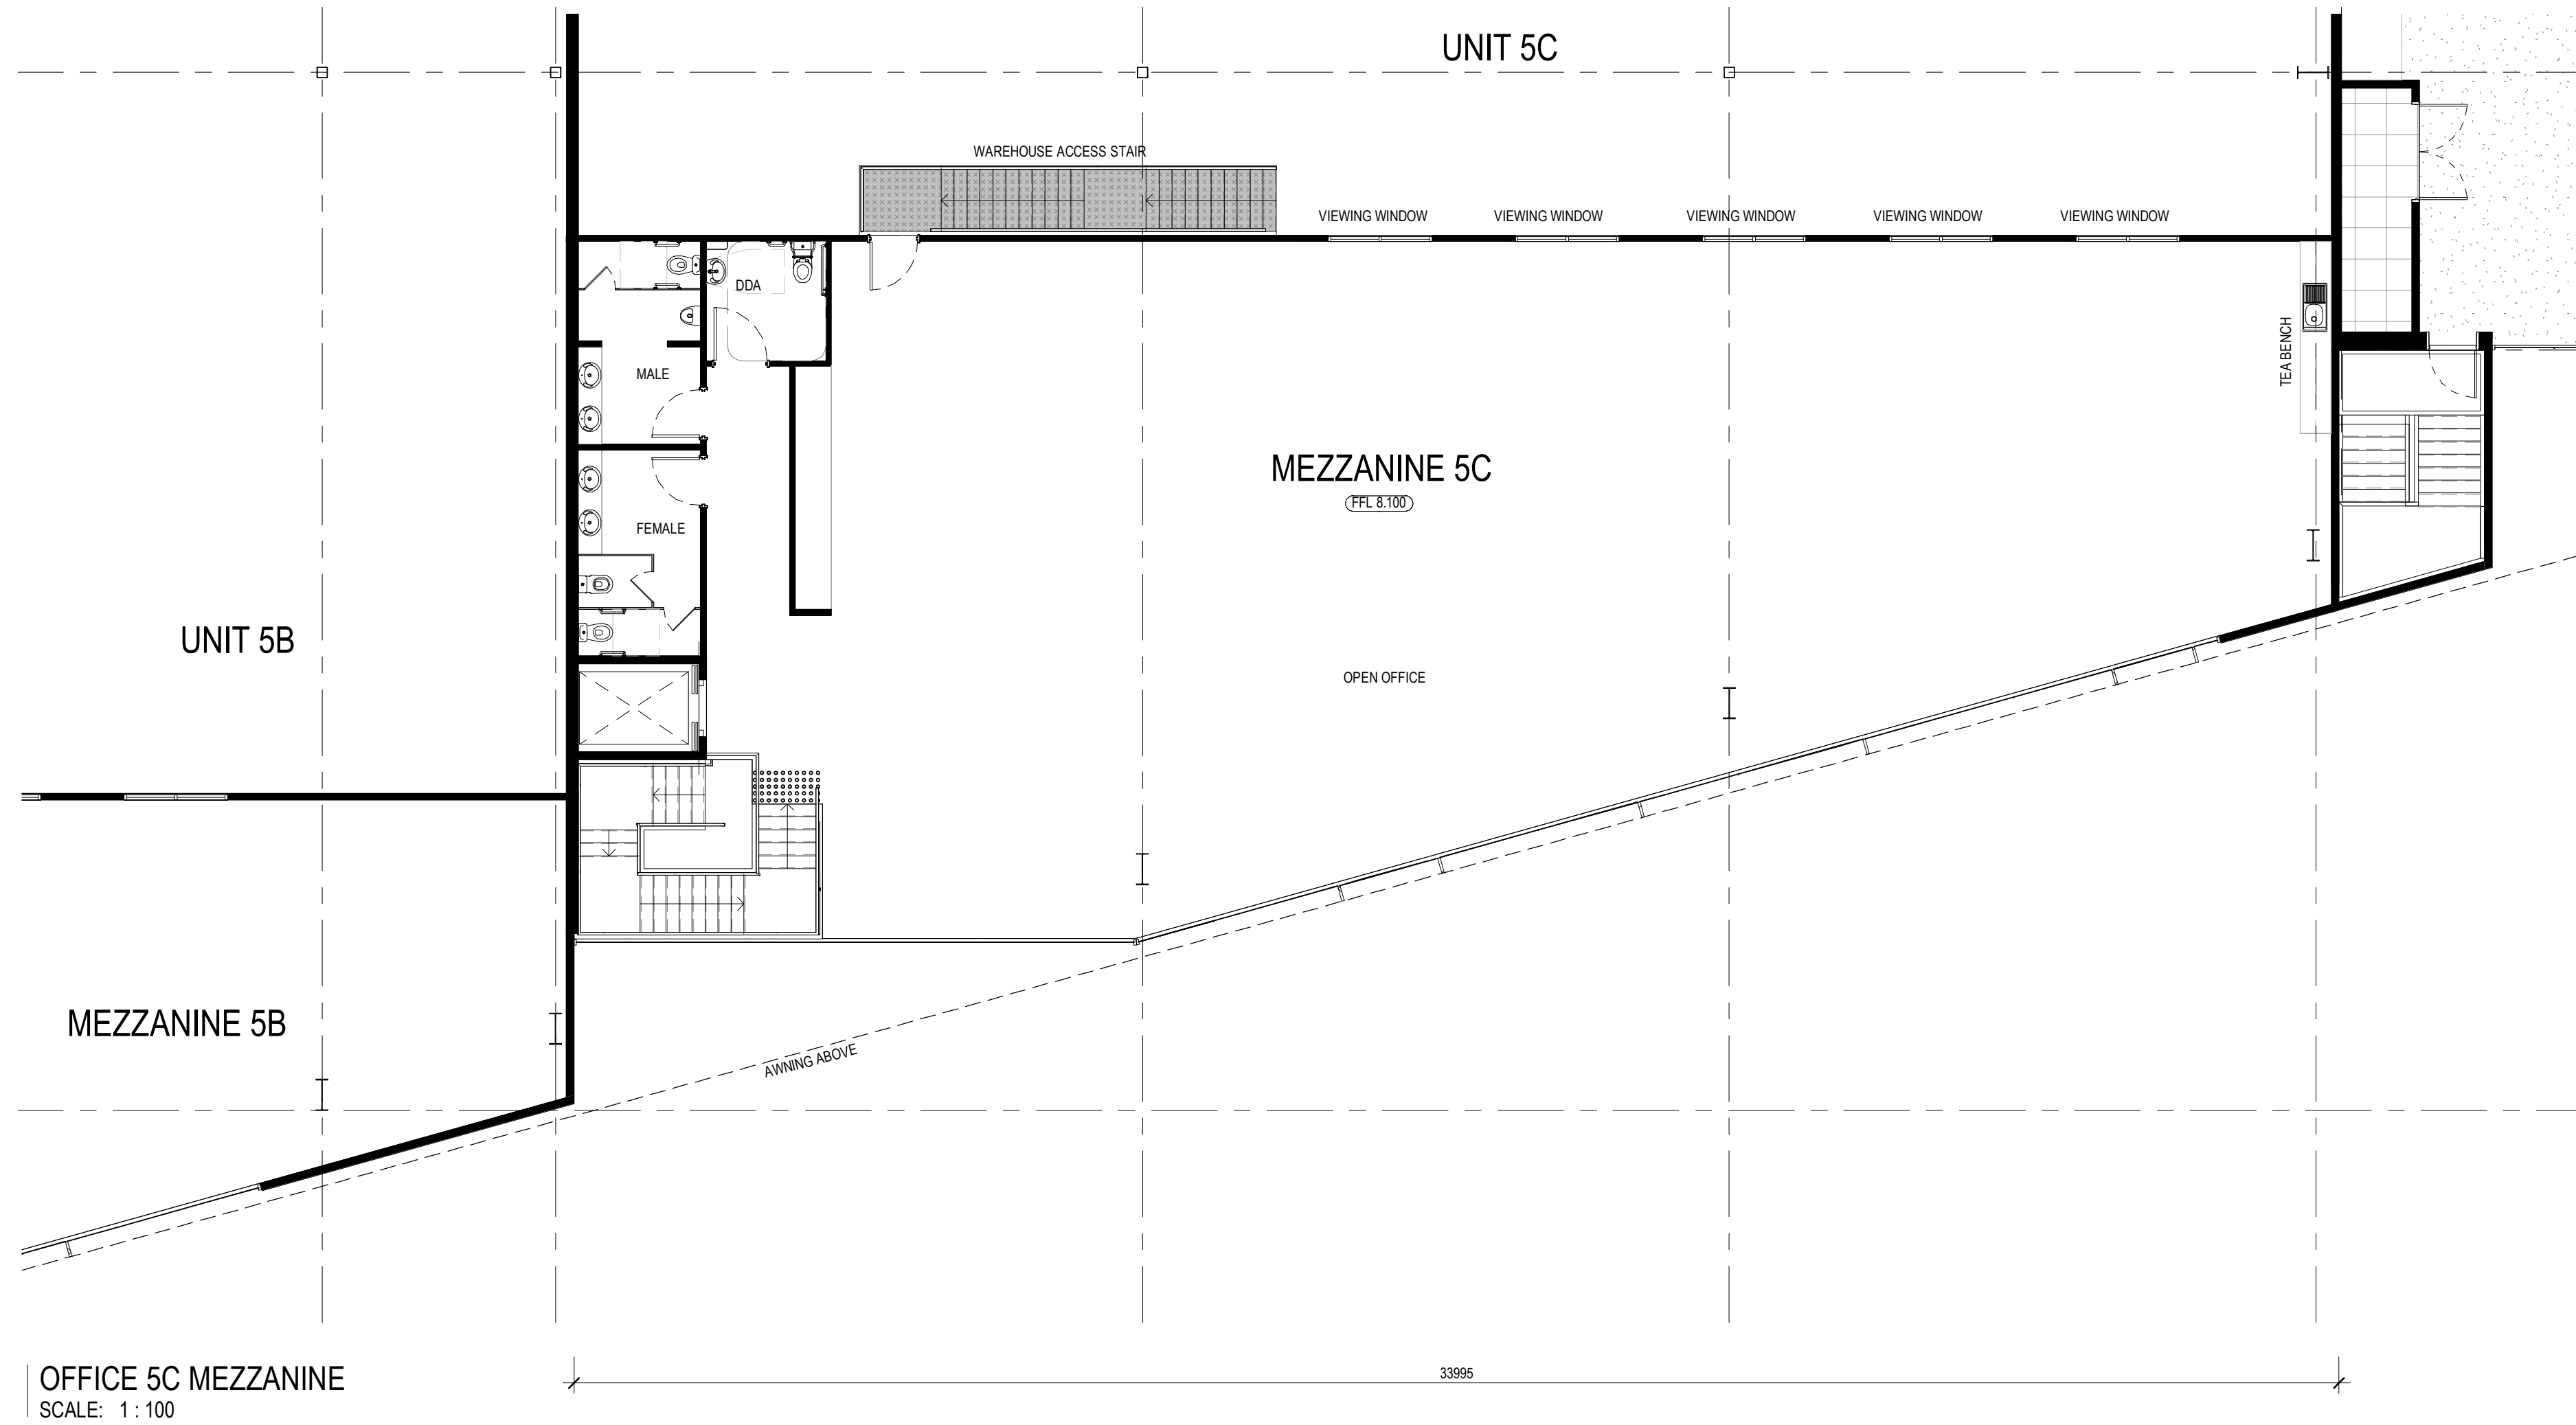 UNIT 5C
WAREHOUSE ACCESS STAIR
VIEWING WINDOW
VIEWING WINDOW
VIEWING WINDOW
VIEWING WINDOW
VIEWING WINDOW
DDA
MALE
TEA BENCH
MEZZANINE 5C
FFL 8.100
FEMALE
UNIT 5B
OPEN OFFICE
MEZZANINE 5B
AWNING ABOVE
33995
OFFICE 5C MEZZANINE
SCALE: 1 : 100